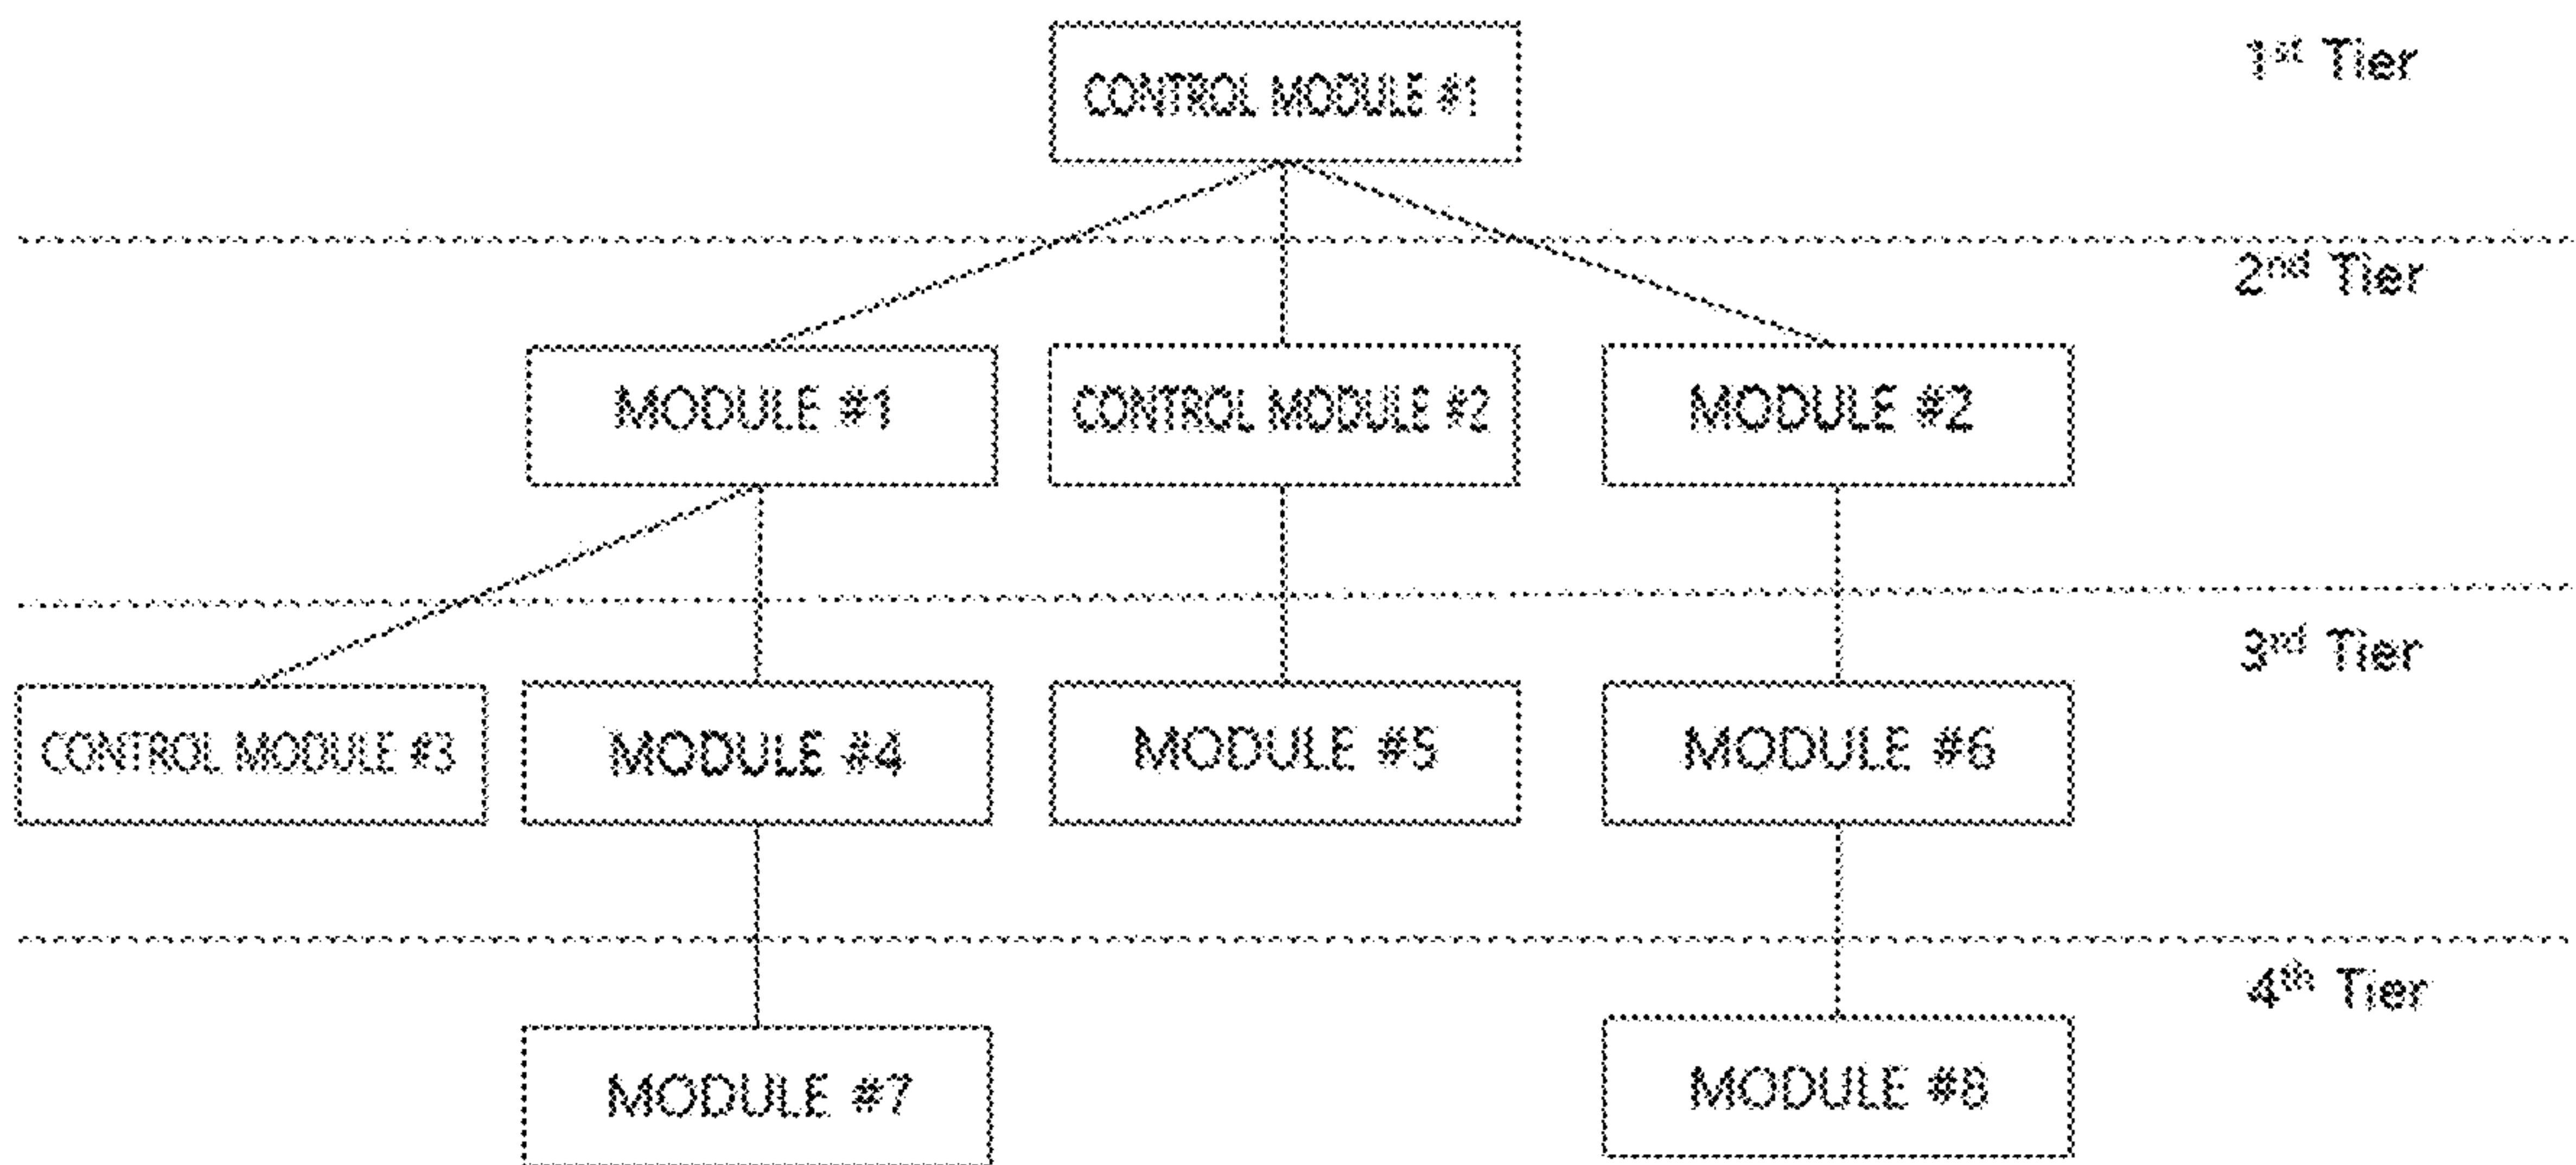 CONTROL MODULE #1
1st Tier
2nd Tier
MODULE #1
CONTROL MODULE #2
MODULE #2
3rd Tier
CONTROL MODULE #3
MODULE #4
MODULE #5
MODULE #6
4th Tier
MODULE #7
MODULE #8